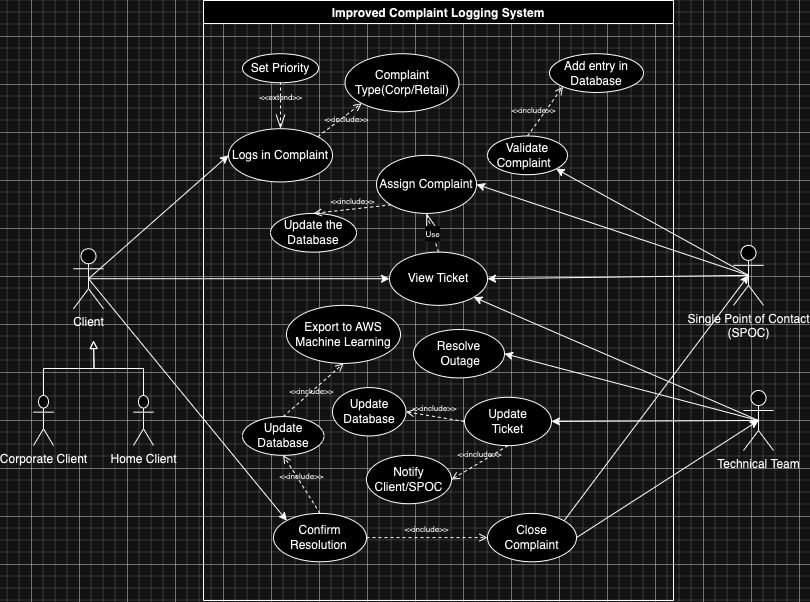 Improved Complaint Logging System
Set Priority
Complaint
Type(Corp/Retail)
Add entry in
Database
<<extend>>
<<include>>
<<include>>
Logs in Complaint
Validate
Complaint
Assign Complaint
<<include>>
Update the
Database
Use
View Ticket
Client
Single Point of Contact
(SPOC)
Export to AWS
Machine Learning
Resolve
Outage
<<include>>
Update
Database
<<include>>
Update
Ticket
Update
Database
<<include>>
Corporate Client
Home Client
Technical Team
Notify
Client/SPOC
<<include>>
Confirm
Resolution
<<include>>
Close
Complaint